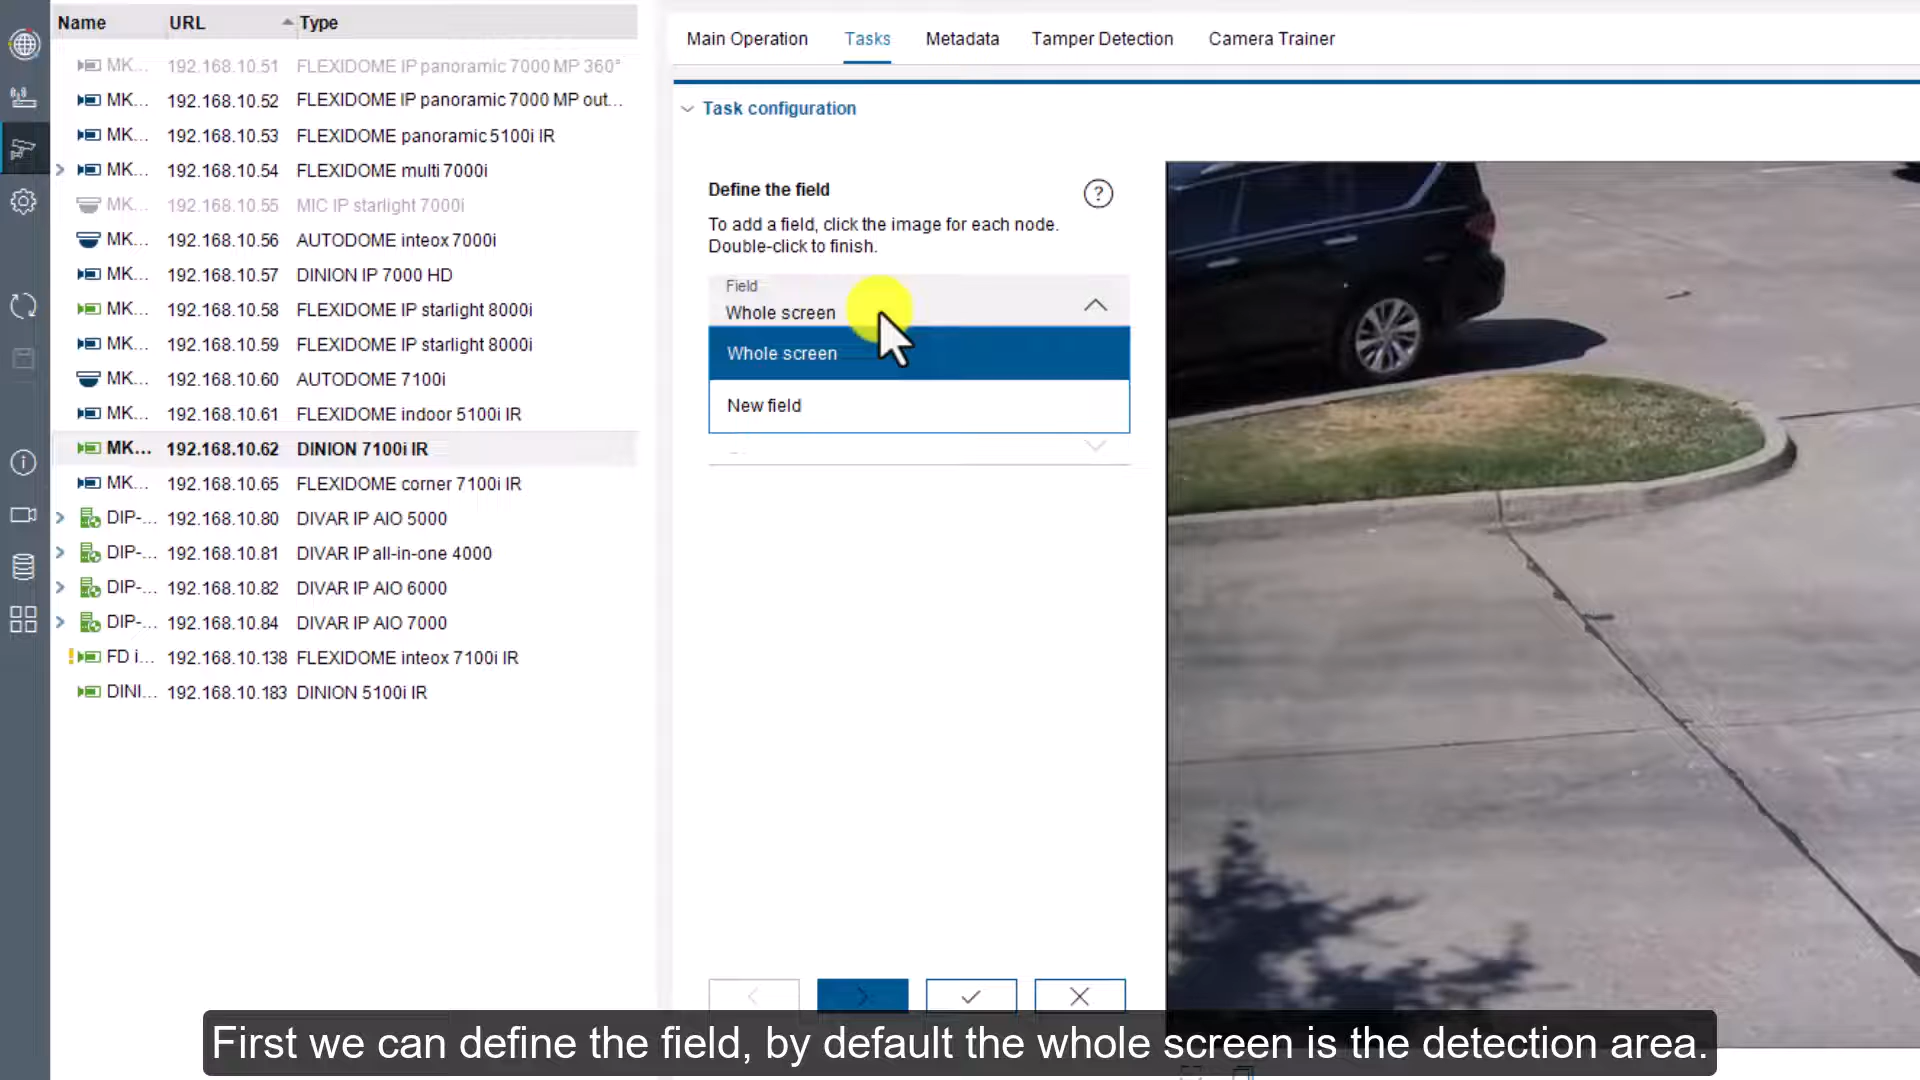 Name URL Type
MK... 192.168.10.51 FLEXIDOME IP panoramic 7000 MP 360°
MK... 192.168.10.52 FLEXIDOME IP panoramic 7000 MP out...
MK... 192.168.10.53 FLEXIDOME panoramic 5100i IR
MK... 192.168.10.54 FLEXIDOME multi 7000i
MK... 192.168.10.55 MIC IP starlight 7000i
MK... 192.168.10.56 AUTODOME inteox 7000i
MK... 192.168.10.57 DINION IP 7000 HD
MK... 192.168.10.58 FLEXIDOME IP starlight 8000i
MK... 192.168.10.59 FLEXIDOME IP starlight 8000i
MK... 192.168.10.60 AUTODOME 7100i
MK... 192.168.10.61 FLEXIDOME indoor 5100i IR
MK... 192.168.10.62 DINION 7100i IR
MK... 192.168.10.65 FLEXIDOME corner 7100i IR
DIP-... 192.168.10.80 DIVAR IP AIO 5000
DIP-... 192.168.10.81 DIVAR IP all-in-one 4000
DIP-... 192.168.10.82 DIVAR IP AIO 6000
DIP-... 192.168.10.84 DIVAR IP AIO 7000
FD i... 192.168.10.138 FLEXIDOME inteox 7100i IR
DINI... 192.168.10.183 DINION 5100i IR
Main Operation Tasks Metadata Tamper Detection Camera Trainer
Task configuration
Define the field
To add a field, click the image for each node.
Double-click to finish.
Field
Whole screen
Whole screen
New field
First we can define the field, by default the whole screen is the detection area.